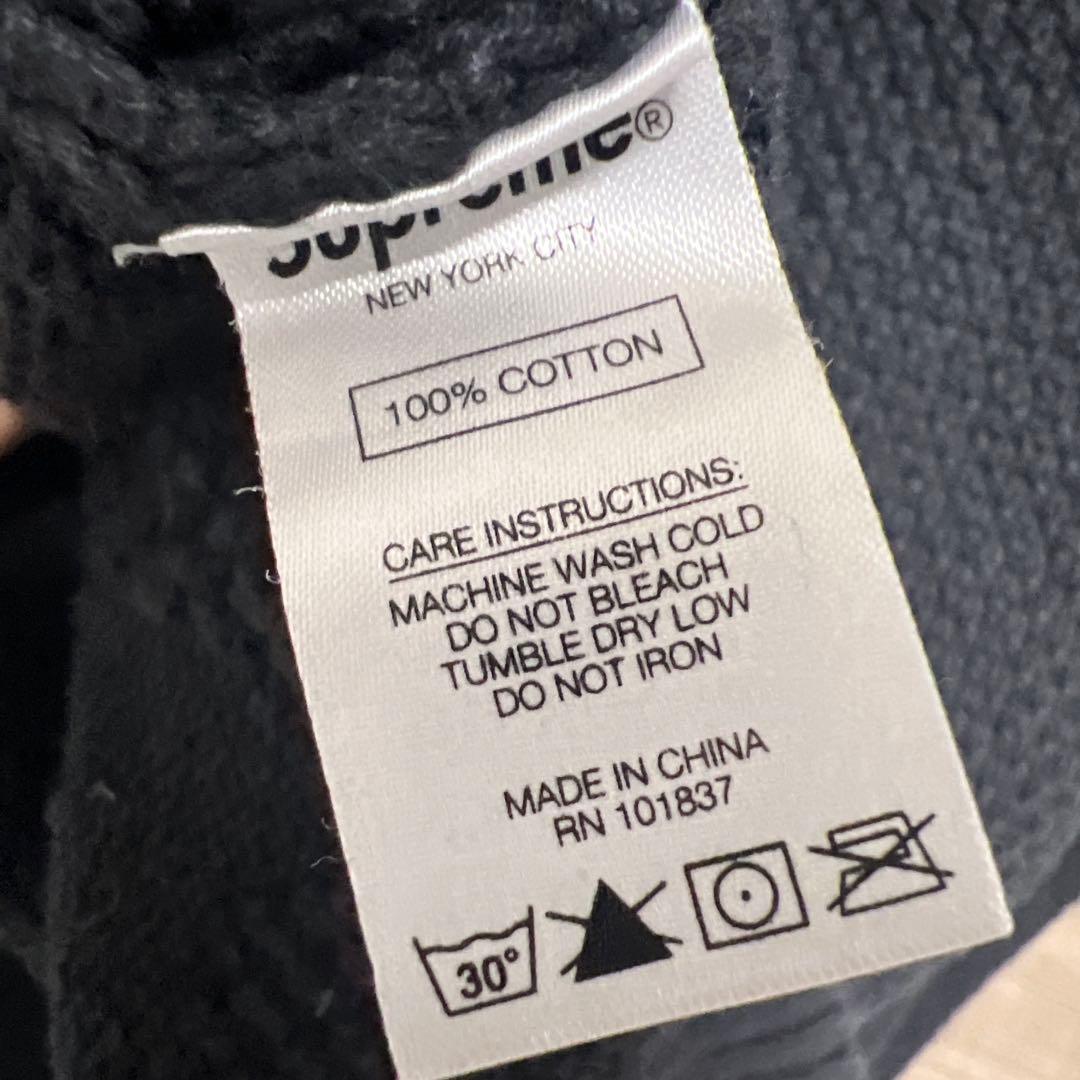 Supreme®
NEW YORK CITY
100% COTTON
CARE INSTRUCTIONS:
MACHINE WASH COLD
DO NOT BLEACH
TUMBLE DRY LOW
DO NOT IRON
MADE IN CHINA
RN 101837
30°